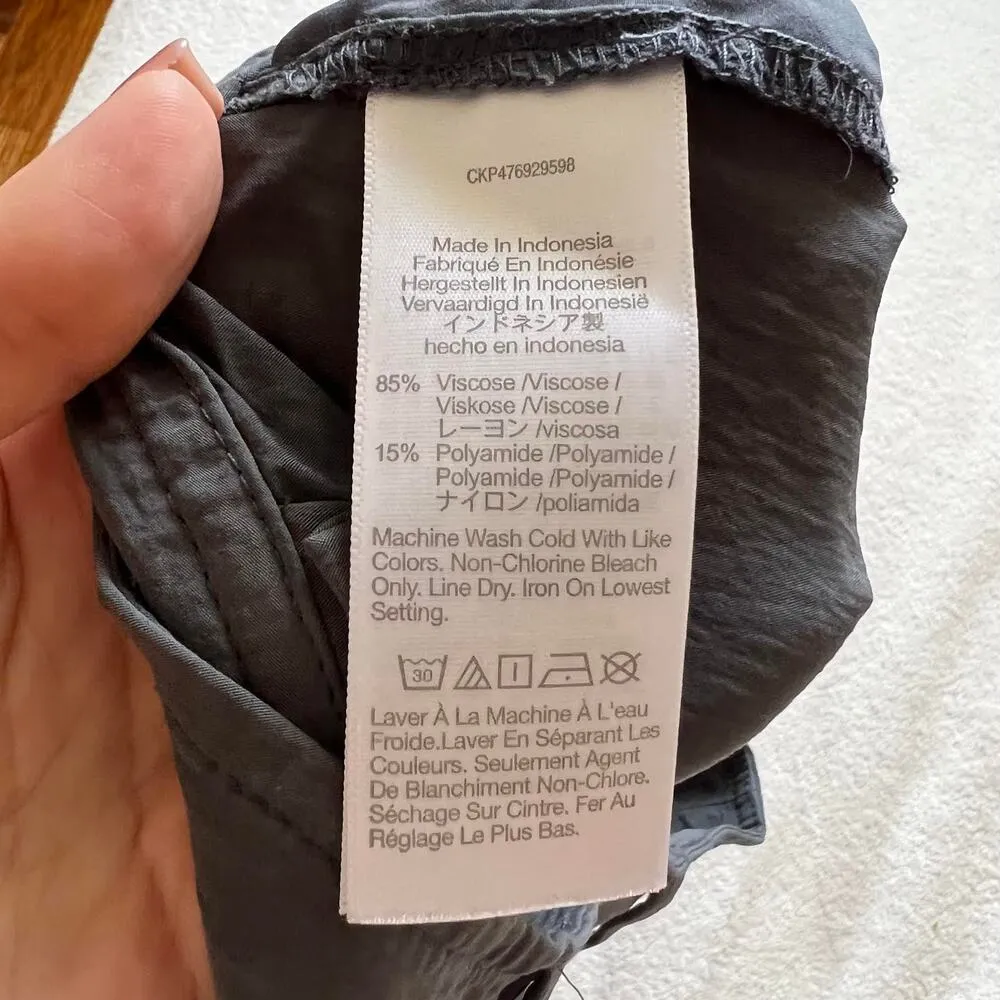 CKP476929598
Made In Indonesia
Fabriqué En Indonésie
Hergestellt In Indonesien
Vervaardigd In Indonesië
インドネシア製
hecho en indonesia
85% Viscose /Viscose /
Viskose /Viscose /
レーヨン /viscosa
15% Polyamide /Polyamide /
Polyamide /Polyamide /
ナイロン /poliamida
Machine Wash Cold With Like
Colors. Non-Chlorine Bleach
Only. Line Dry. Iron On Lowest
Setting.
30
Laver À La Machine À L'eau
Froide.Laver En Séparant Les
Couleurs. Seulement Agent
De Blanchiment Non-Chlore.
Séchage Sur Cintre. Fer Au
Réglage Le Plus Bas.